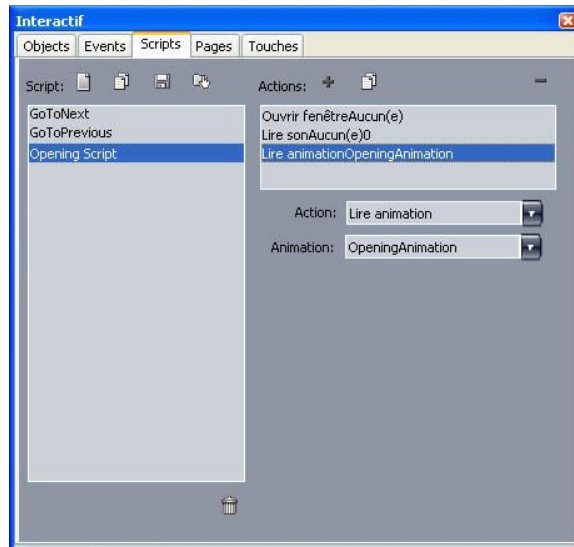 Interactif
Objects Events Scripts Pages Touches
Script: Actions:
GoToNext
GoToPrevious
Opening Script
Ouvrir fenêtreAucun(e)
Lire sonAucun(e)0
Lire animationOpeningAnimation
Action: Lire animation
Animation: OpeningAnimation